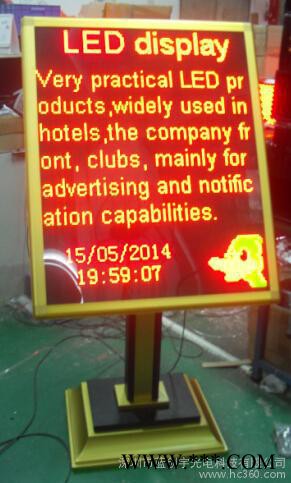 LED display
Very practical LED pr
oducts,widely used in
hotels,the company fr
ont, clubs, mainly for
advertising and notific
ation capabilities.
15/05/2014
19:59:07
www.hc360.com